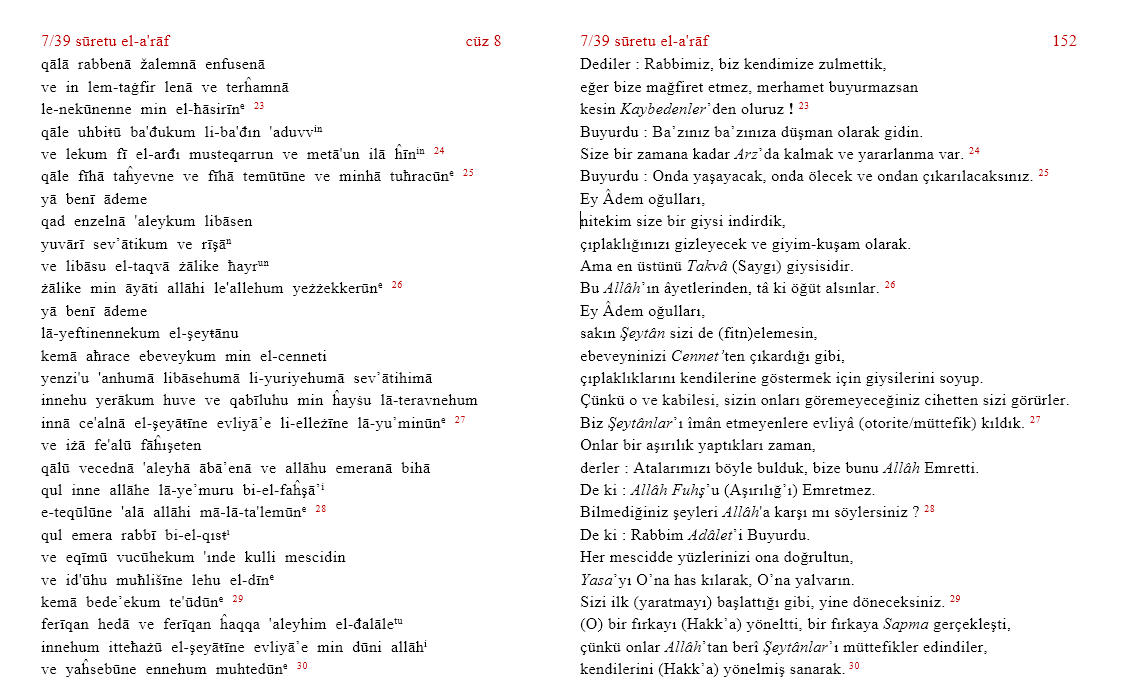 7/39 sūretu el-a'rāf
cüz 8
qālā rabbenā žalemnā enfusenā
ve in lem-taġfir lenā ve terĥamnā
le-nekūnenne min el-ħāsirīnᵉ 23
qāle uhbiŧū ba'đukum li-ba'đın 'aduvvⁱⁿ
ve lekum fī el-arđı musteqarrun ve metā'un ilā ĥīnⁱⁿ 24
qāle fīhā taĥyevne ve fīhā temūtūne ve minhā tuħracūnᵉ 25
yā benī ādeme
qad enzelnā 'aleykum libāsen
yuvārī sev’ātikum ve rīşāⁿ
ve libāsu el-taqvā żālike ħayrᵘⁿ
żālike min āyāti allāhi le'allehum yeżżekkerūnᵉ 26
yā benī ādeme
lā-yeftinennekum el-şeyŧānu
kemā aħrace ebeveykum min el-cenneti
yenzi'u 'anhumā libāsehumā li-yuriyehumā sev’ātihimā
innehu yerākum huve ve qabīluhu min ĥayŝu lā-teravnehum
innā ce'alnā el-şeyāŧīne evliyā’e li-elleżīne lā-yu’minūnᵉ 27
ve iżā fe'alū fāĥışeten
qālū vecednā 'aleyhā ābā’enā ve allāhu emeranā bihā
qul inne allāhe lā-ye’muru bi-el-faĥşā’ⁱ
e-teqūlūne 'alā allāhi mā-lā-ta'lemūnᵉ 28
qul emera rabbī bi-el-qısŧⁱ
ve eqīmū vucūhekum 'ınde kulli mescidin
ve id'ūhu muħlišīne lehu el-dīnᵉ
kemā bede’ekum te'ūdūnᵉ 29
ferīqan hedā ve ferīqan ĥaqqa 'aleyhim el-đalāleᵗᵘ
innehum itteħażū el-şeyāŧīne evliyā’e min dūni allāhⁱ
ve yaĥsebūne ennehum muhtedūnᵉ 30
7/39 sūretu el-a'rāf
152
Dediler : Rabbimiz, biz kendimize zulmettik,
eğer bize mağfiret etmez, merhamet buyurmazsan
kesin Kaybedenler’den oluruz ! 23
Buyurdu : Ba’zınız ba’zınıza düşman olarak gidin.
Size bir zamana kadar Arz’da kalmak ve yararlanma var. 24
Buyurdu : Onda yaşayacak, onda ölecek ve ondan çıkarılacaksınız. 25
Ey Âdem oğulları,
nitekim size bir giysi indirdik,
çıplaklığınızı gizleyecek ve giyim-kuşam olarak.
Ama en üstünü Takvâ (Saygı) giysisidir.
Bu Allâh’ın âyetlerinden, tâ ki öğüt alsınlar. 26
Ey Âdem oğulları,
sakın Şeytân sizi de (fitn)elemesin,
ebeveyninizi Cennet’ten çıkardığı gibi,
çıplaklıklarını kendilerine göstermek için giysilerini soyup.
Çünkü o ve kabilesi, sizin onları göremeyeceğiniz cihetten sizi görürler.
Biz Şeytânlar’ı îmân etmeyenlere evliyâ (otorite/müttefik) kıldık. 27
Onlar bir aşırılık yaptıkları zaman,
derler : Atalarımızı böyle bulduk, bize bunu Allâh Emretti.
De ki : Allâh Fuhş’u (Aşırılığ’ı) Emretmez.
Bilmediğiniz şeyleri Allâh'a karşı mı söylersiniz ? 28
De ki : Rabbim Adâlet’i Buyurdu.
Her mescidde yüzlerinizi ona doğrultun,
Yasa’yı O’na has kılarak, O’na yalvarın.
Sizi ilk (yaratmayı) başlattığı gibi, yine döneceksiniz. 29
(O) bir fırkayı (Hakk’a) yöneltti, bir fırkaya Sapma gerçekleşti,
çünkü onlar Allâh’tan berî Şeytânlar’ı müttefikler edindiler,
kendilerini (Hakk’a) yönelmiş sanarak. 30